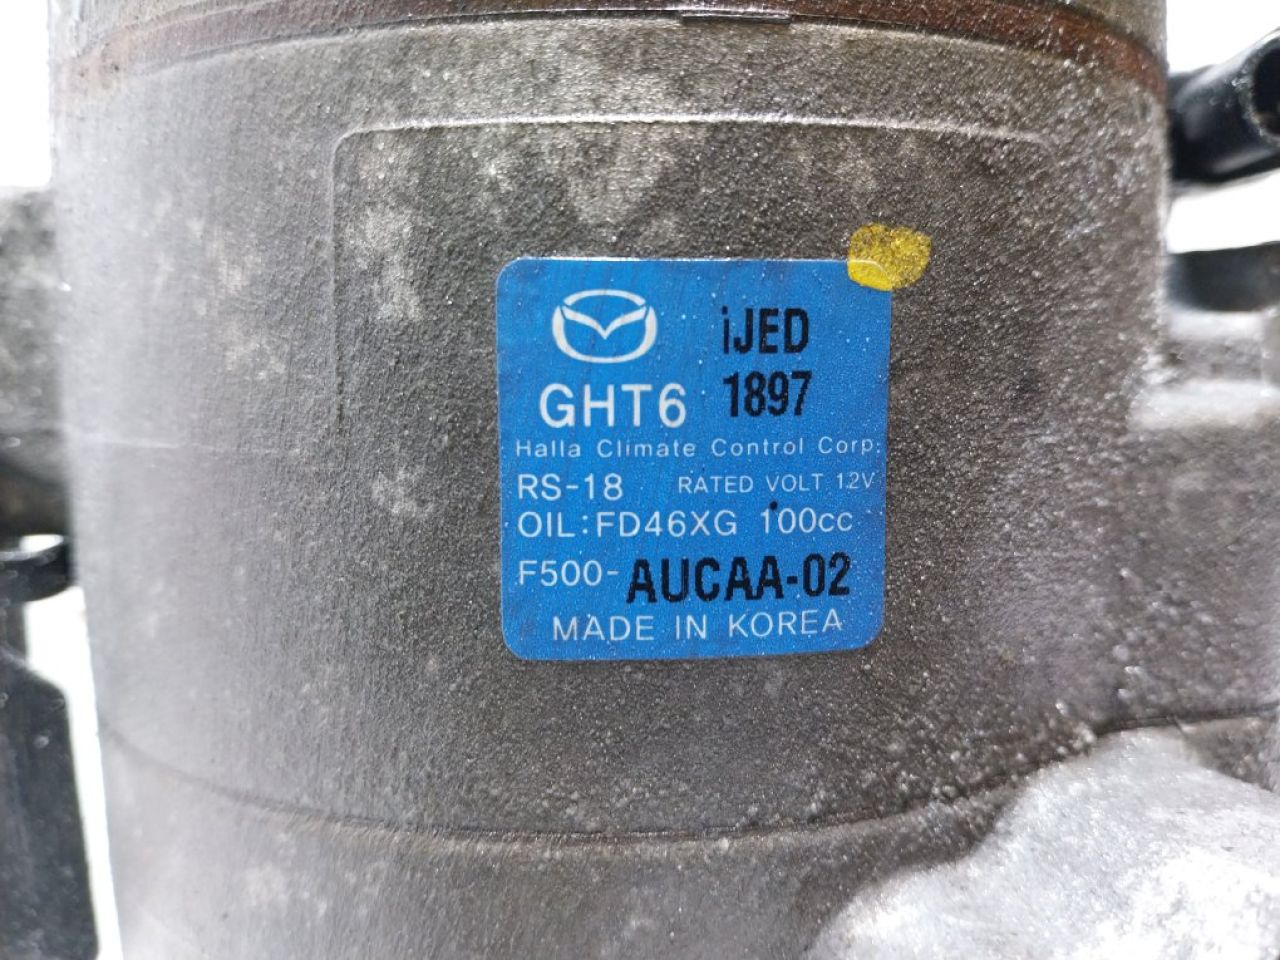 iJED
GHT6 1897
Halla Climate Control Corp.
RS-18 RATED VOLT 12V
OIL:FD46XG 100cc
F500-AUCAA-02
MADE IN KOREA